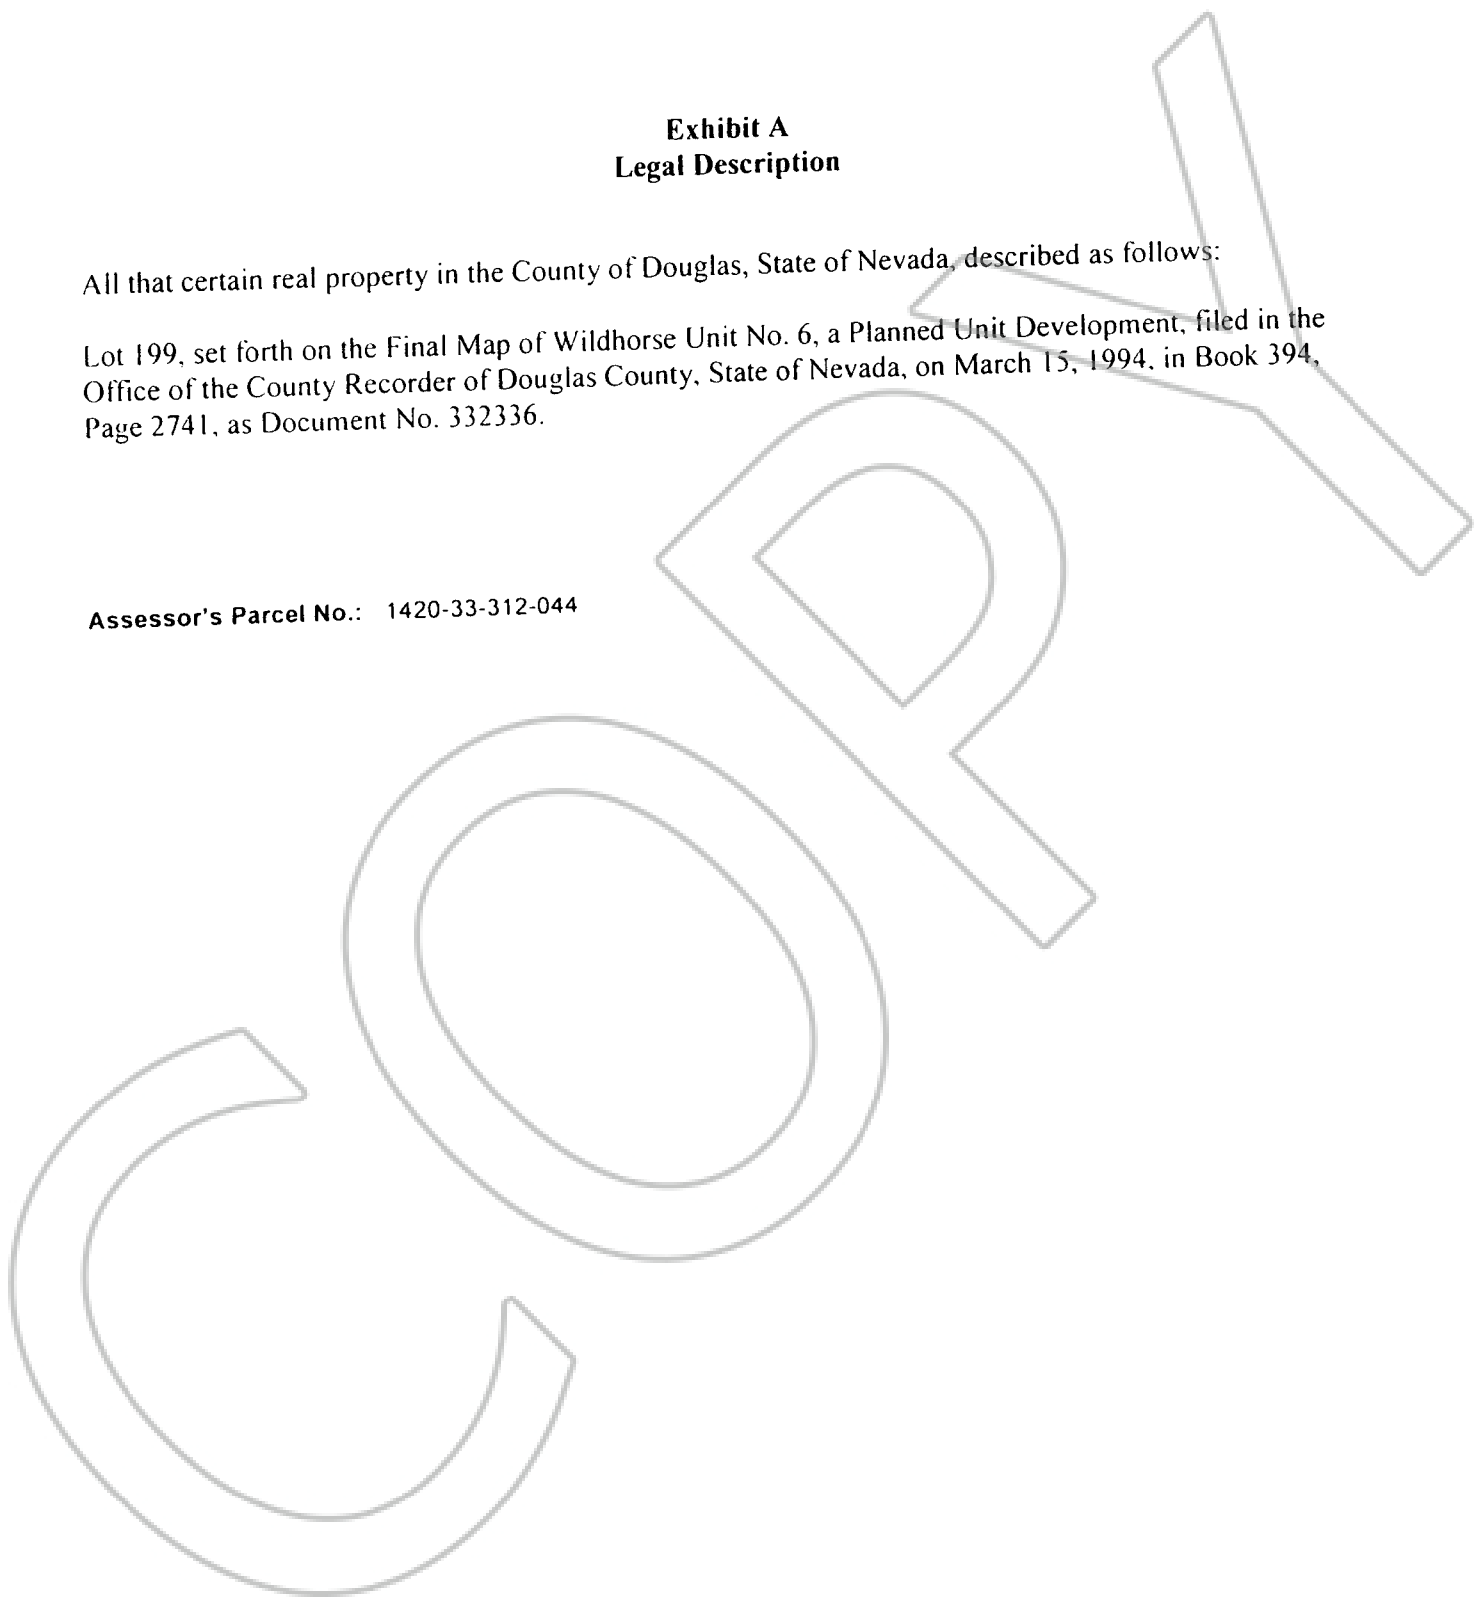 Exhibit A
Legal Description
All that certain real property in the County of Douglas, State of Nevada, described as follows:
Lot 199, set forth on the Final Map of Wildhorse Unit No. 6, a Planned Unit Development, filed in the
Office of the County Recorder of Douglas County, State of Nevada, on March 15, 1994, in Book 394,
Page 2741, as Document No. 332336.
Assessor's Parcel No.: 1420-33-312-044
COPY